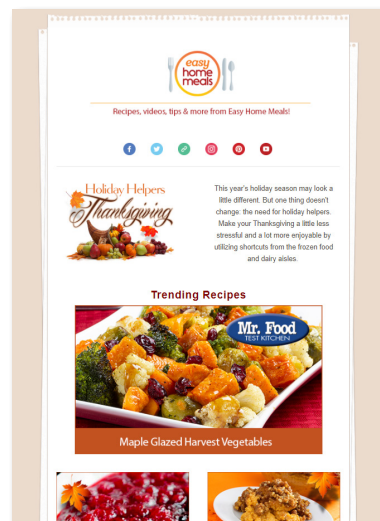 easy
home
meals
Recipes, videos, tips & more from Easy Home Meals!
Holiday Helpers
Thanksgiving
This year's holiday season may look a
little different. But one thing doesn't
change: the need for holiday helpers.
Make your Thanksgiving a little less
stressful and a lot more enjoyable by
utilizing shortcuts from the frozen food
and dairy aisles.
Trending Recipes
Mr. Food
TEST KITCHEN
Maple Glazed Harvest Vegetables